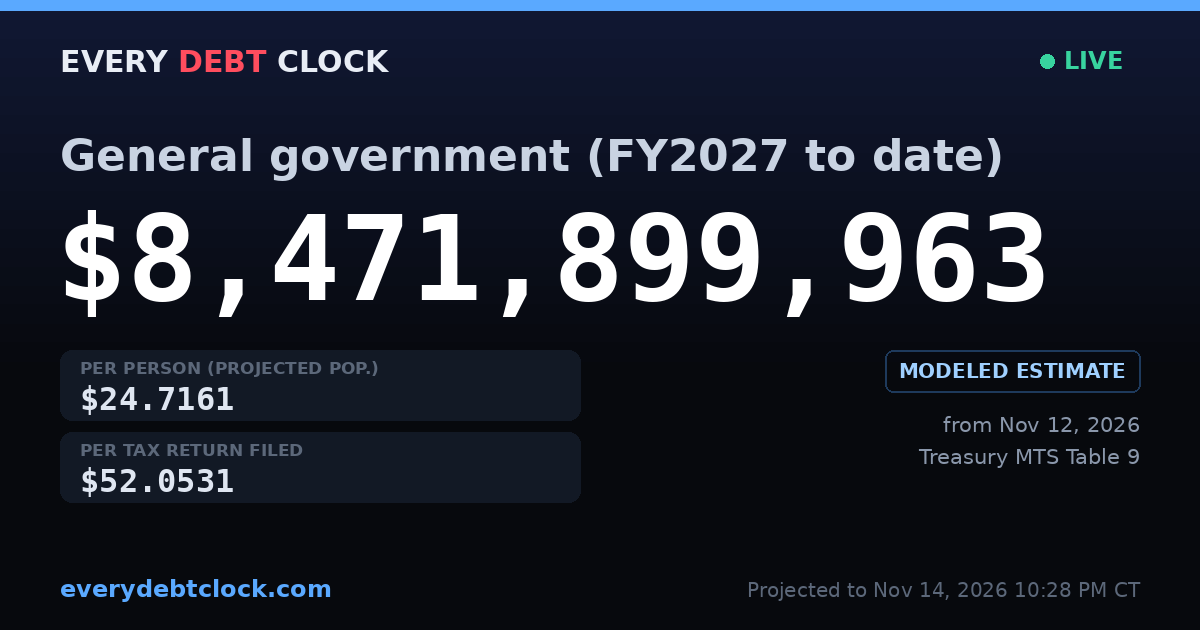 EVERY DEBT CLOCK
LIVE
General government (FY2027 to date)
$8,471,899,963
PER PERSON (PROJECTED POP.)
$24.7161
PER TAX RETURN FILED
$52.0531
MODELED ESTIMATE
from Nov 12, 2026
Treasury MTS Table 9
everydebtclock.com
Projected to Nov 14, 2026 10:28 PM CT